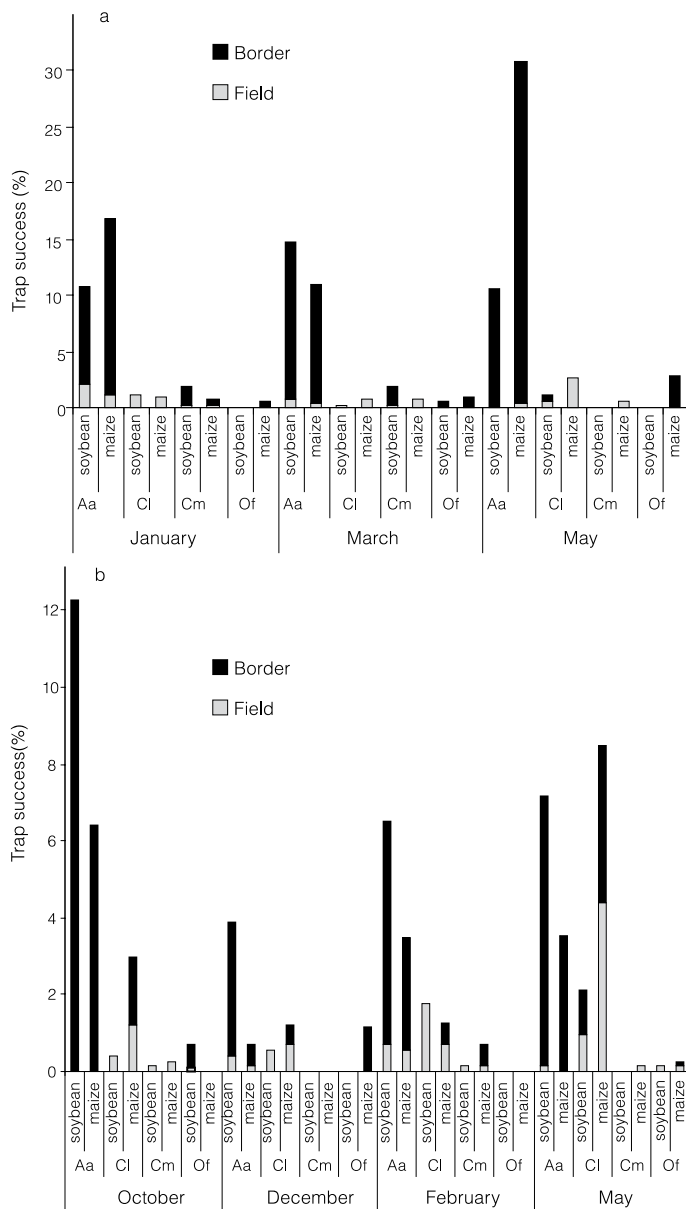 a
Border
Field
30
25
20
15
10
5
0
Trap success (%)
soybean maize soybean maize soybean maize soybean maize soybean maize soybean maize soybean maize soybean maize soybean maize soybean maize soybean maize soybean maize
Aa Cl Cm Of Aa Cl Cm Of Aa Cl Cm Of
January March May
b
Border
Field
12
10
8
6
4
2
0
Trap success(%)
soybean maize soybean maize soybean maize soybean maize soybean maize soybean maize soybean maize soybean maize soybean maize soybean maize soybean maize soybean maize soybean maize soybean maize soybean maize soybean maize
Aa Cl Cm Of Aa Cl Cm Of Aa Cl Cm Of Aa Cl Cm Of
October December February May